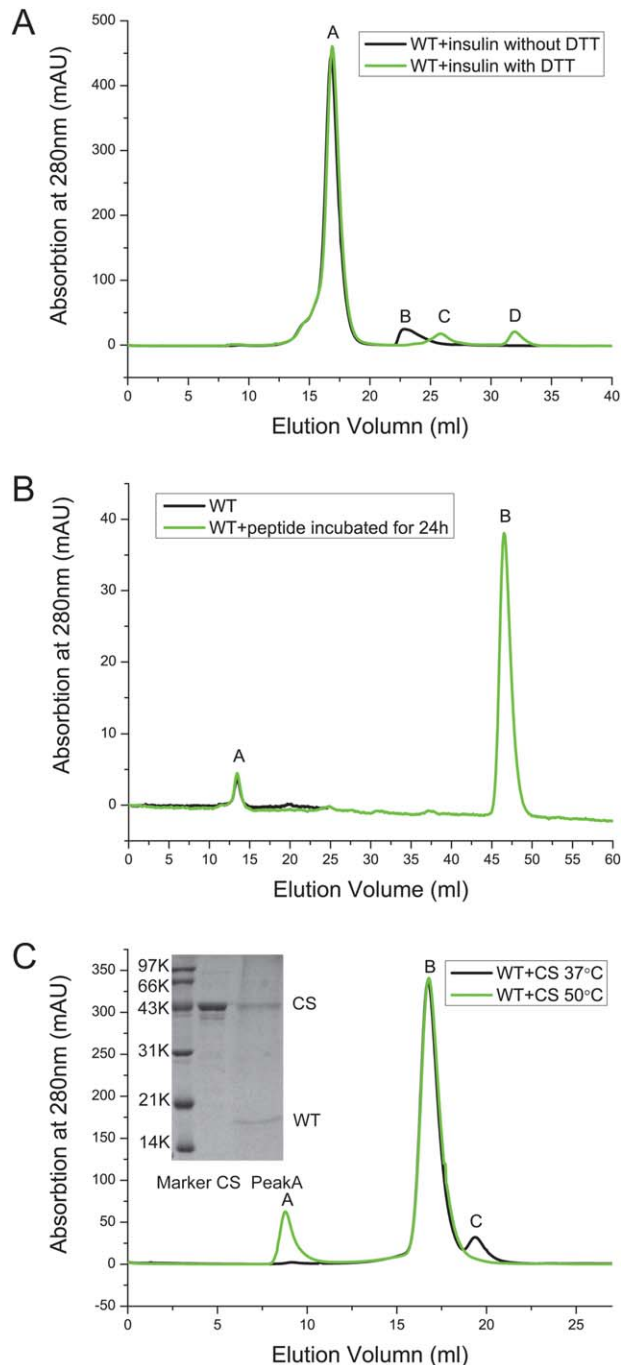 A
WT+insulin without DTT
WT+insulin with DTT
A
B
C
D
Absorbtion at 280nm (mAU)
500
400
300
200
100
0
0 5 10 15 20 25 30 35 40
Elution Volumn (ml)
B
WT
WT+peptide incubated for 24h
A
B
Absorbtion at 280nm (mAU)
40
30
20
10
0
0 5 10 15 20 25 30 35 40 45 50 55 60
Elution Volume (ml)
C
WT+CS 37°C
WT+CS 50°C
97K
66K
43K
31K
21K
14K
CS
WT
Marker CS PeakA
A
B
C
Absorbtion at 280nm (mAU)
350
300
250
200
150
100
50
0
-50
0 5 10 15 20 25
Elution Volumn (ml)